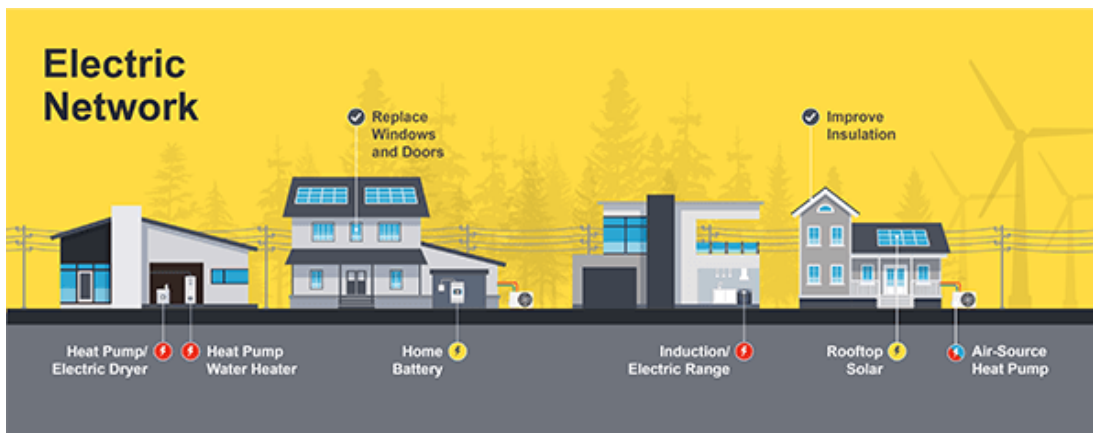 Electric
Network
Replace
Windows
and Doors
Improve
Insulation
Heat Pump/
Electric Dryer
Heat Pump
Water Heater
Home
Battery
Induction/
Electric Range
Rooftop
Solar
Air-Source
Heat Pump